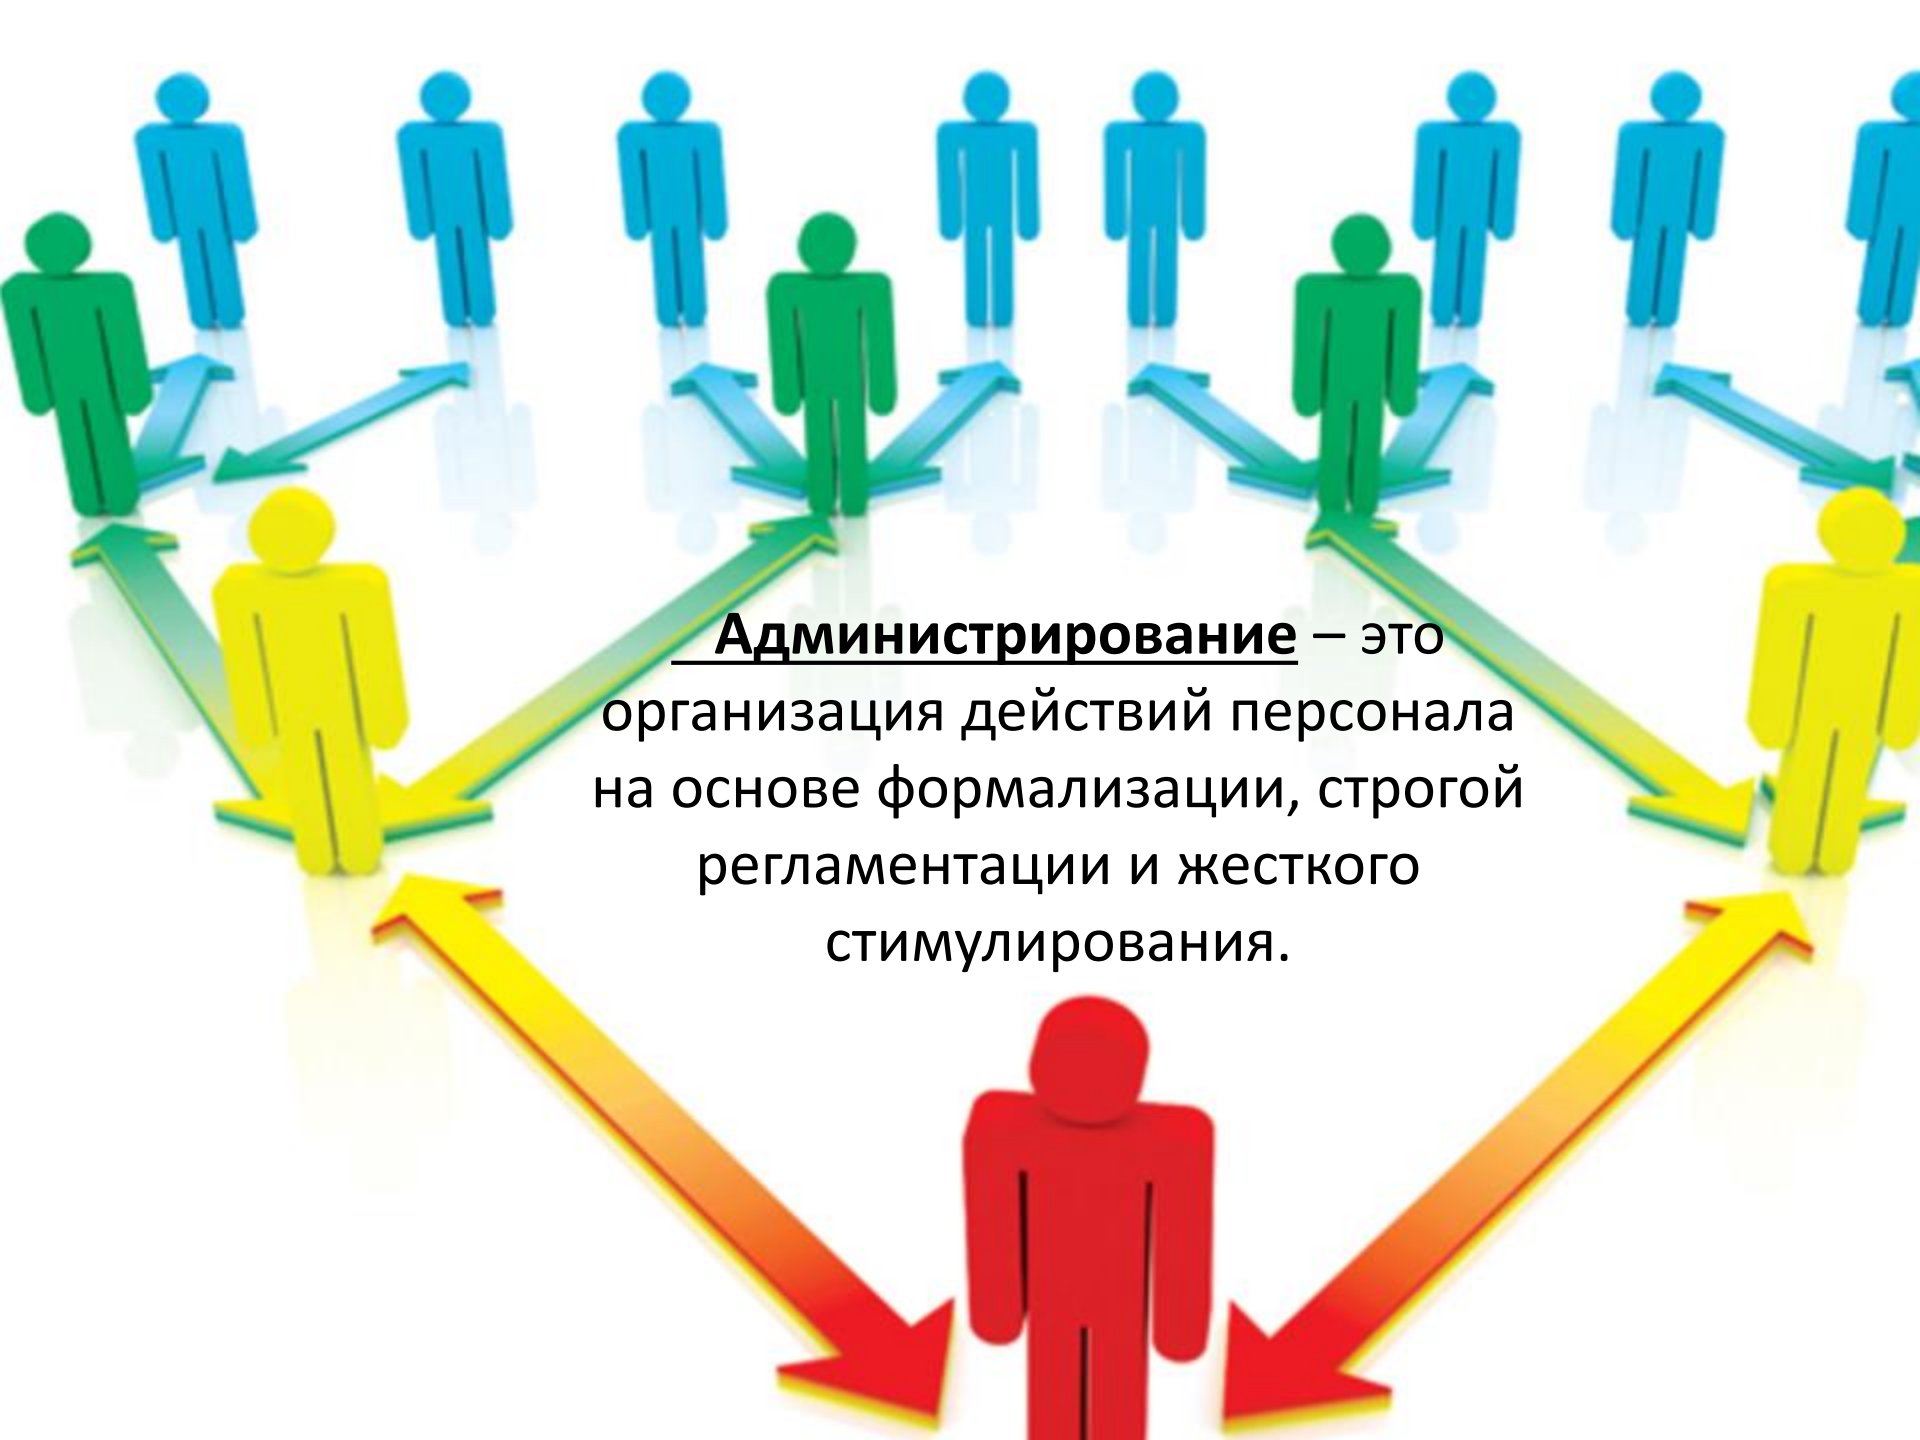 Администрирование – это
организация действий персонала
на основе формализации, строгой
регламентации и жесткого
стимулирования.